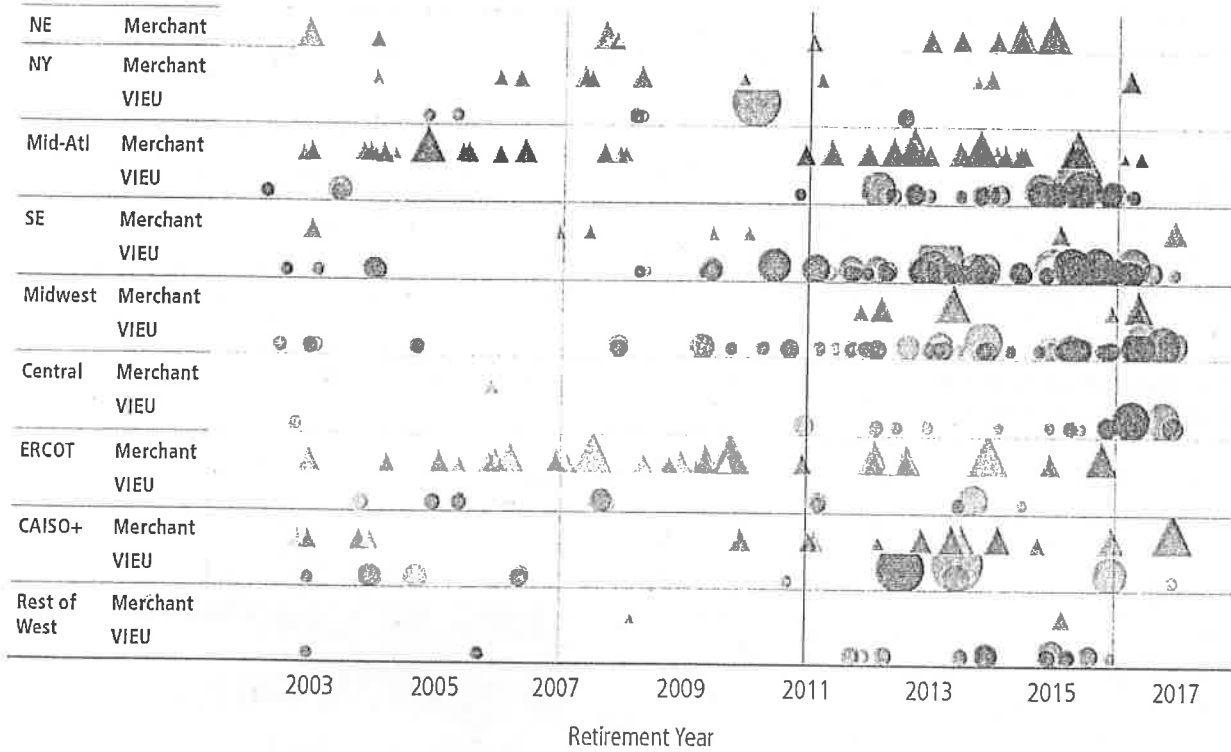 NE Merchant
NY Merchant
VIEU
Mid-Atl Merchant
VIEU
SE Merchant
VIEU
Midwest Merchant
VIEU
Central Merchant
VIEU
ERCOT Merchant
VIEU
CAISO+ Merchant
VIEU
Rest of Merchant
West VIEU
2003 2005 2007 2009 2011 2013 2015 2017
Retirement Year